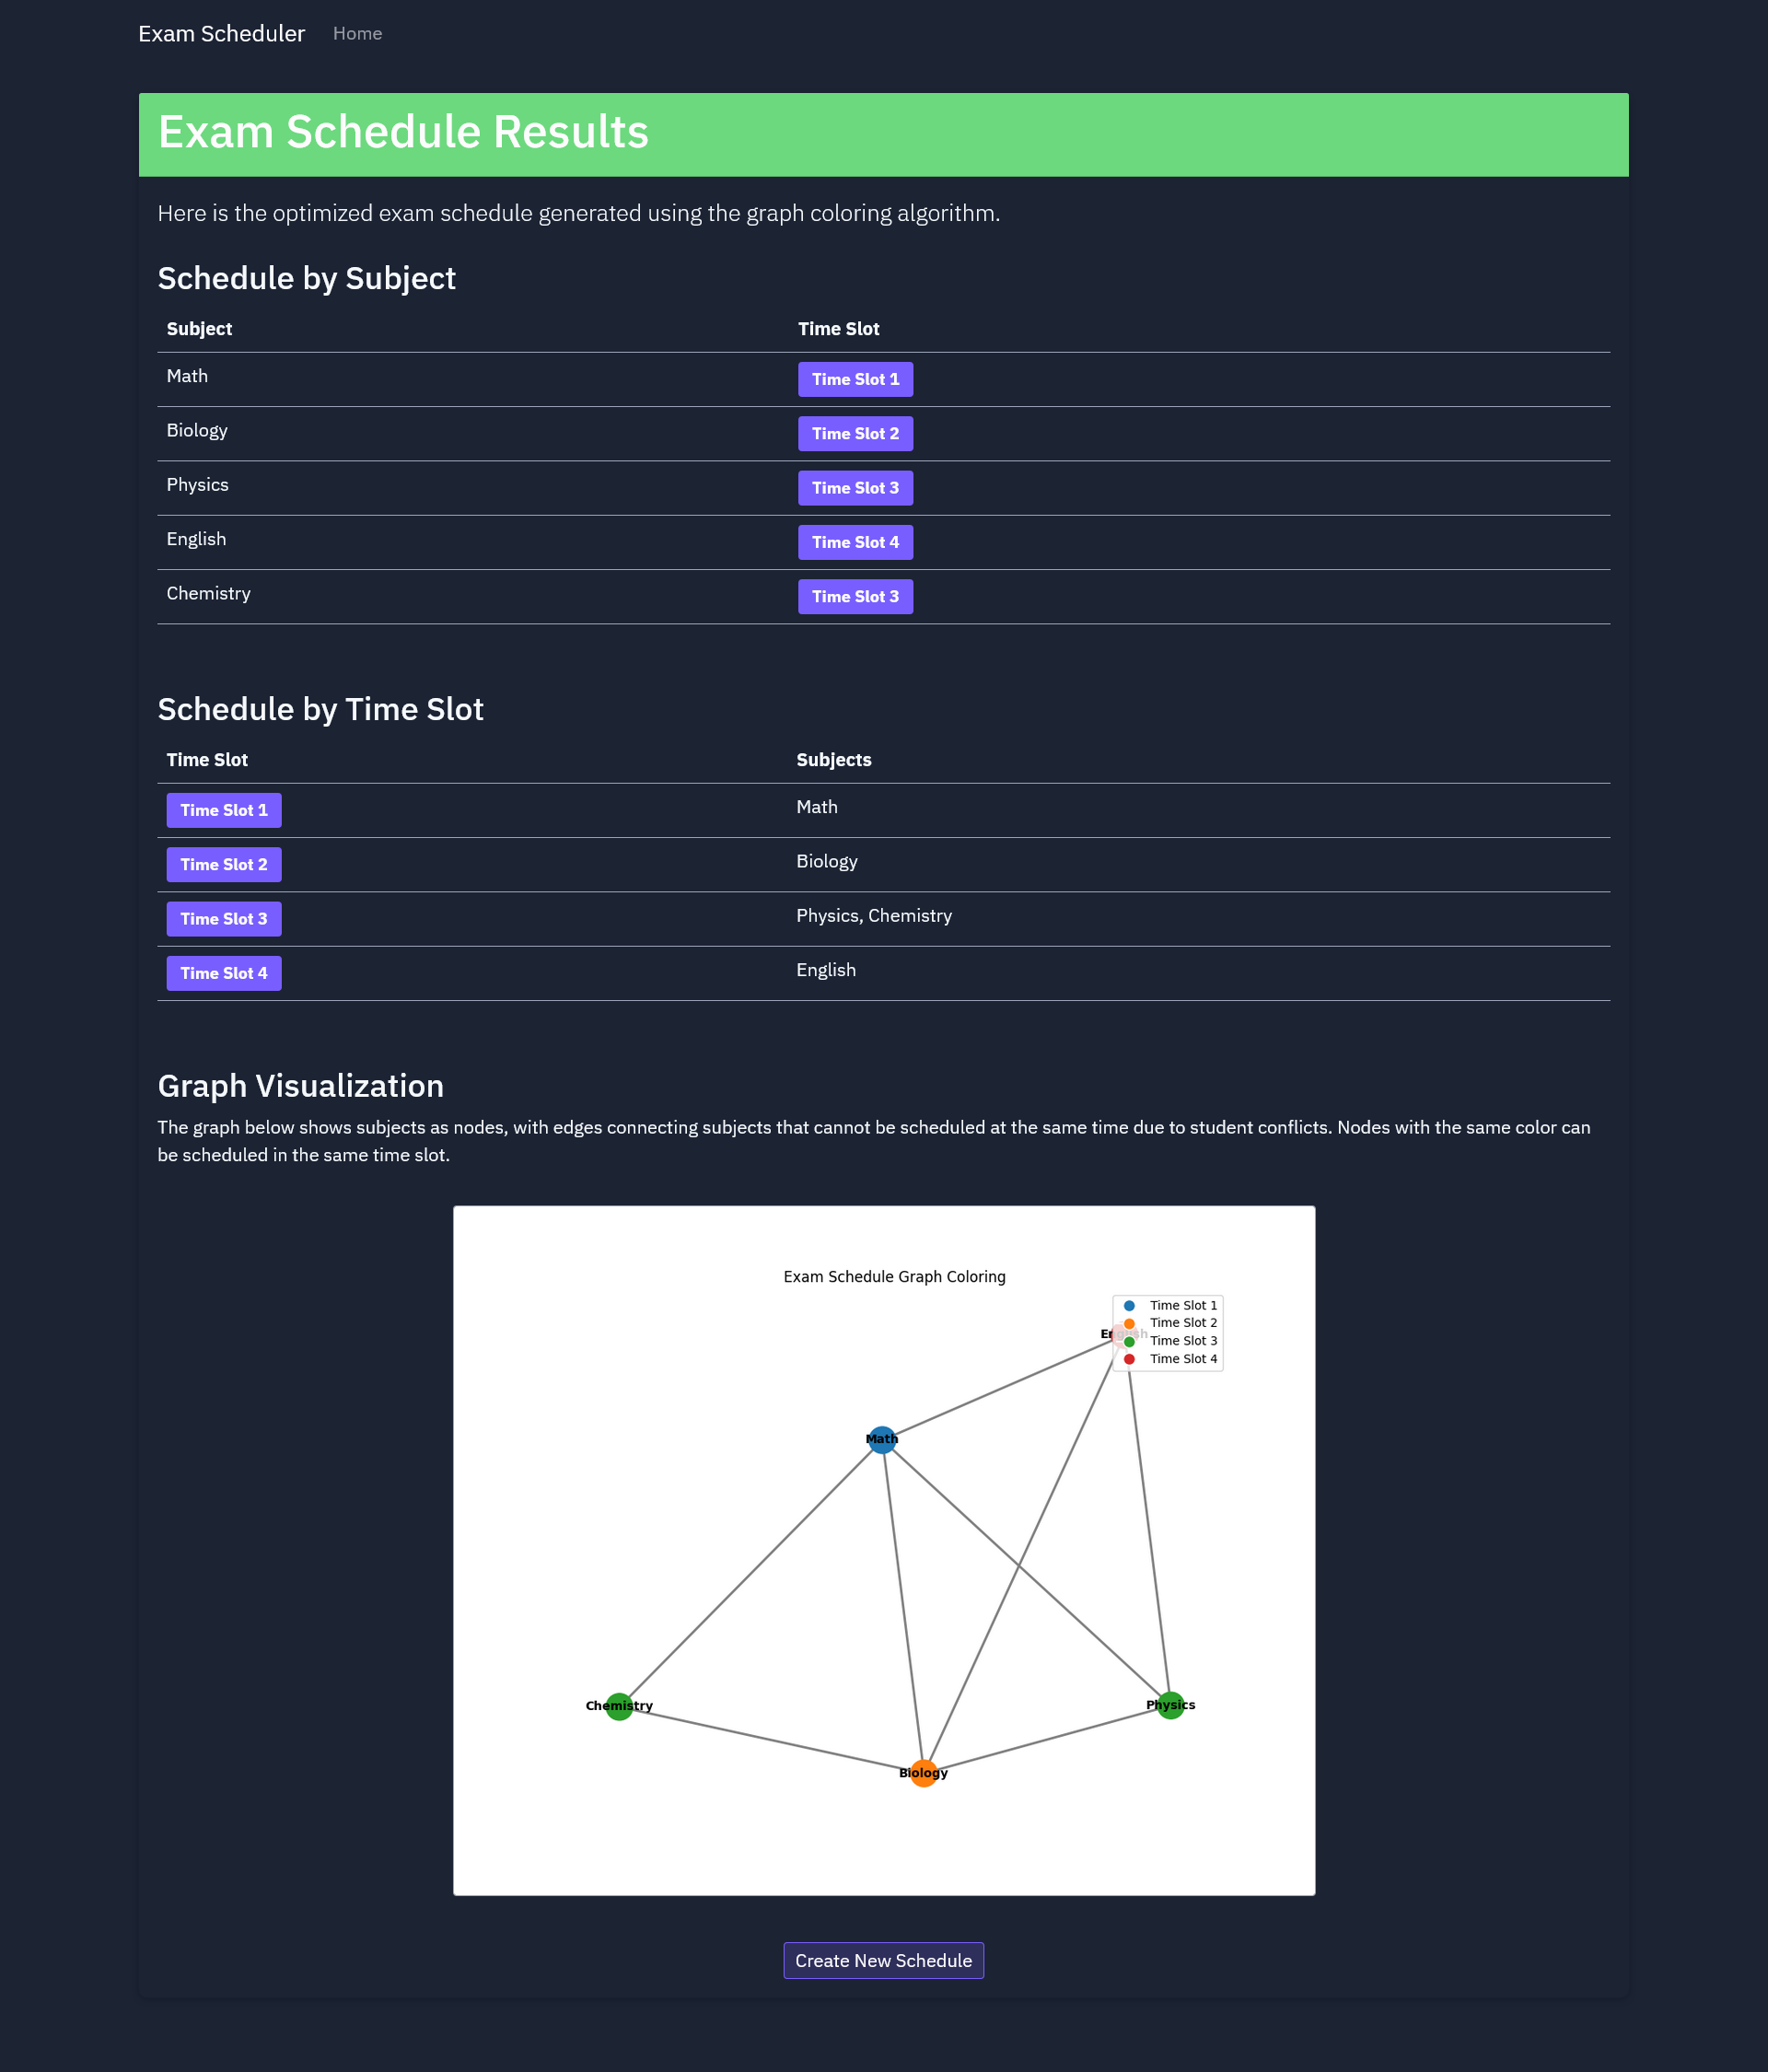 Exam Scheduler Home
Exam Schedule Results
Here is the optimized exam schedule generated using the graph coloring algorithm.
Schedule by Subject
Subject Time Slot
Math Time Slot 1
Biology Time Slot 2
Physics Time Slot 3
English Time Slot 4
Chemistry Time Slot 3
Schedule by Time Slot
Time Slot Subjects
Time Slot 1 Math
Time Slot 2 Biology
Time Slot 3 Physics, Chemistry
Time Slot 4 English
Graph Visualization
The graph below shows subjects as nodes, with edges connecting subjects that cannot be scheduled at the same time due to student conflicts. Nodes with the same color can
be scheduled in the same time slot.
Exam Schedule Graph Coloring
Time Slot 1
Time Slot 2
English
Time Slot 3
Time Slot 4
Math
Chemistry
Physics
Biology
Create New Schedule